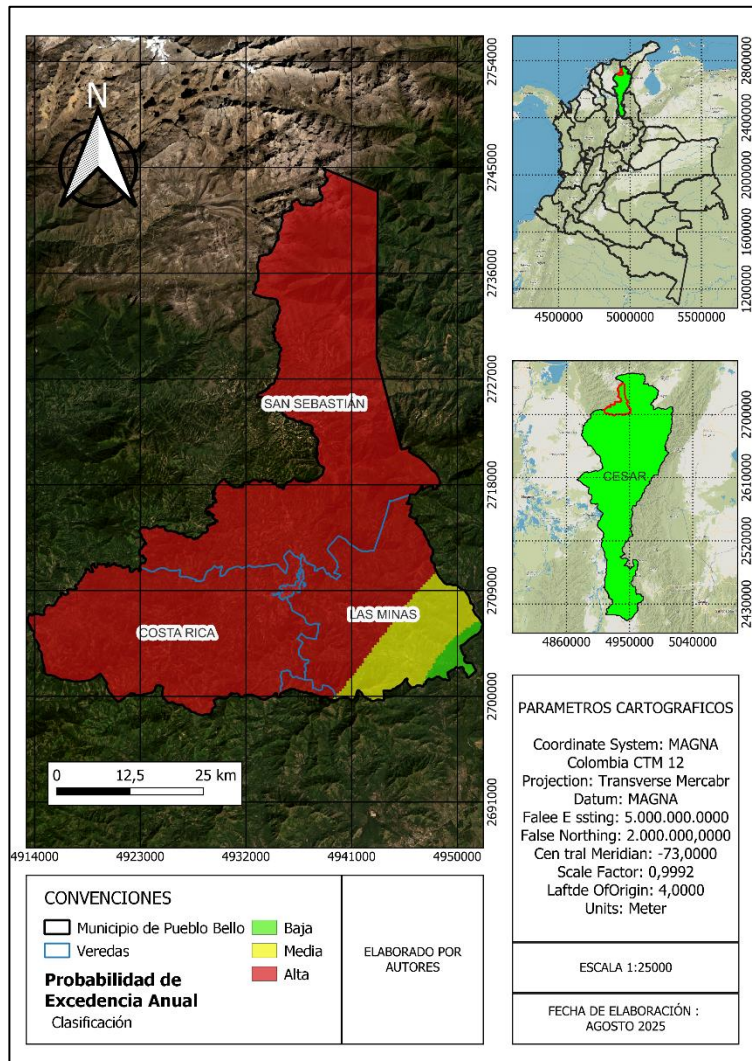 N
SAN SEBASTIÁN
COSTA RICA
LAS MINAS
0 12,5 25 km
2754000
2745000
2736000
2727000
2718000
2709000
2700000
2691000
4914000 4923000 4932000 4941000 4950000
2800000
2400000
2000000
1600000
1200000
4500000 5000000 5500000
CESAR
2700000
2610000
2520000
2430000
4860000 4950000 5040000
CONVENCIONES
Municipio de Pueblo Bello
Veredas
Probabilidad de
Excedencia Anual
Clasificación
Baja
Media
Alta
ELABORADO POR
AUTORES
PARAMETROS CARTOGRAFICOS
Coordinate System: MAGNA
Colombia CTM 12
Projection: Transverse Mercabr
Datum: MAGNA
Falee E ssting: 5.000.000.0000
False Northing: 2.000.000,0000
Cen tral Meridian: -73,0000
Scale Factor: 0,9992
Laftde OfOrigin: 4,0000
Units: Meter
ESCALA 1:25000
FECHA DE ELABORACIÓN :
AGOSTO 2025